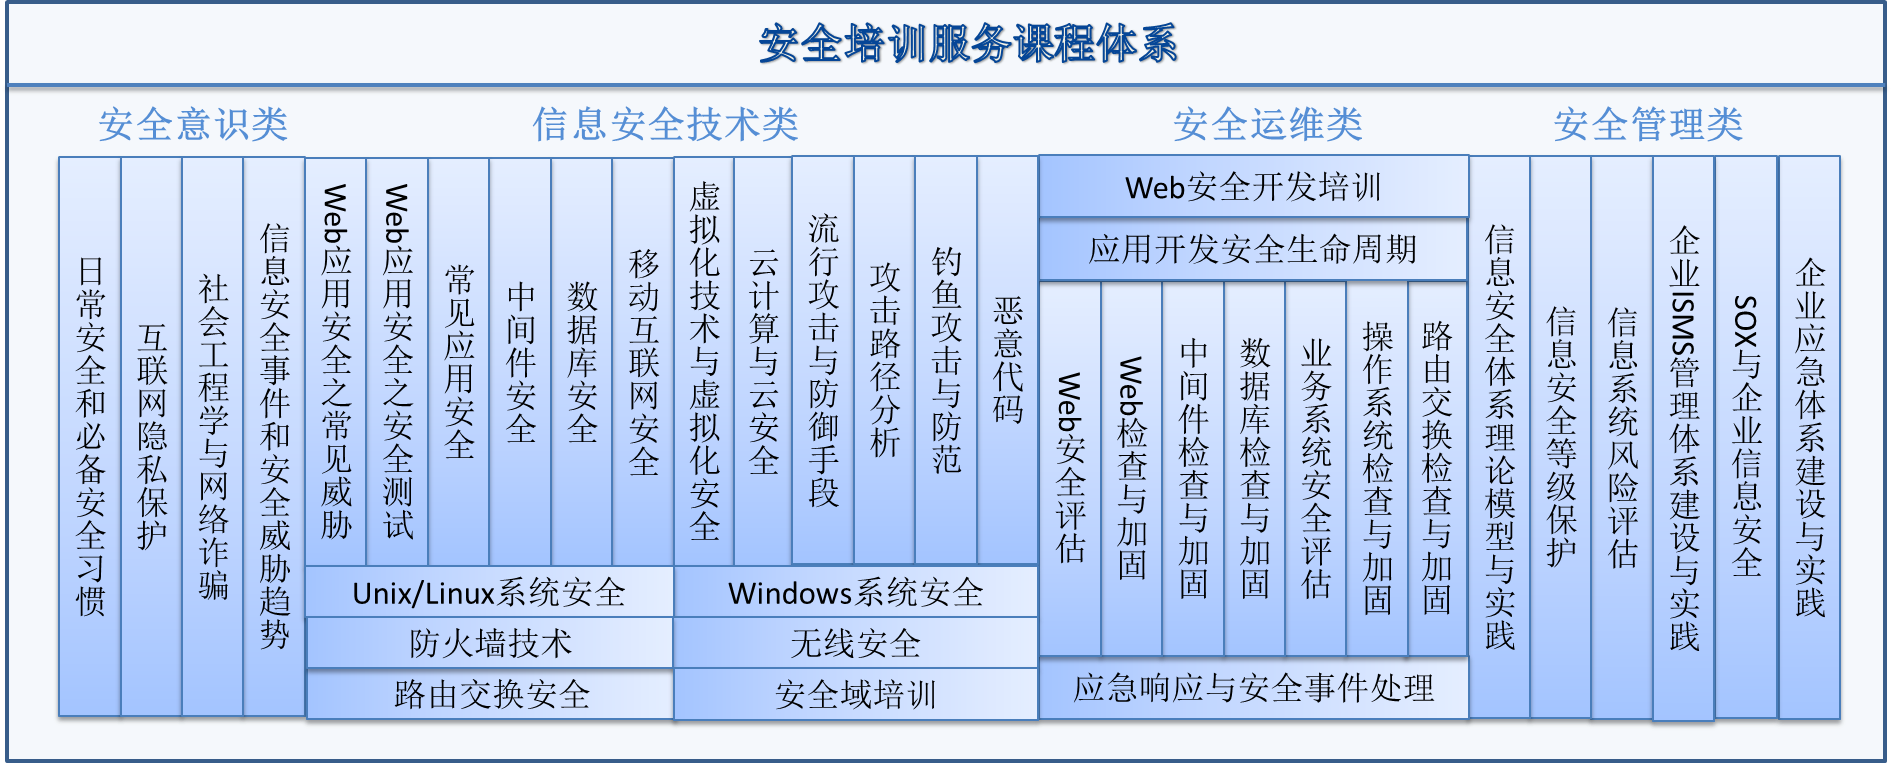 安全培训服务课程体系
安全意识类
信息安全技术类
安全运维类
安全管理类
日常安全和必备安全习惯
互联网隐私保护
社会工程学与网络诈骗
信息安全事件和安全威胁趋势
Web应用安全之常见威胁
Web应用安全之安全测试
常见应用安全
中间件安全
数据库安全
移动互联网安全
虚拟化技术与虚拟化安全
云计算与云安全
流行攻击与防御手段
攻击路径分析
钓鱼攻击与防范
恶意代码
Unix/Linux系统安全
Windows系统安全
防火墙技术
无线安全
路由交换安全
安全域培训
Web安全开发培训
应用开发安全生命周期
Web安全评估
Web检查与加固
中间件检查与加固
数据库检查与加固
业务系统安全评估
操作系统检查与加固
路由交换检查与加固
应急响应与安全事件处理
信息安全体系理论模型与实践
信息安全等级保护
信息系统风险评估
企业ISMS管理体系建设与实践
SOX与企业信息安全
企业应急体系建设与实践